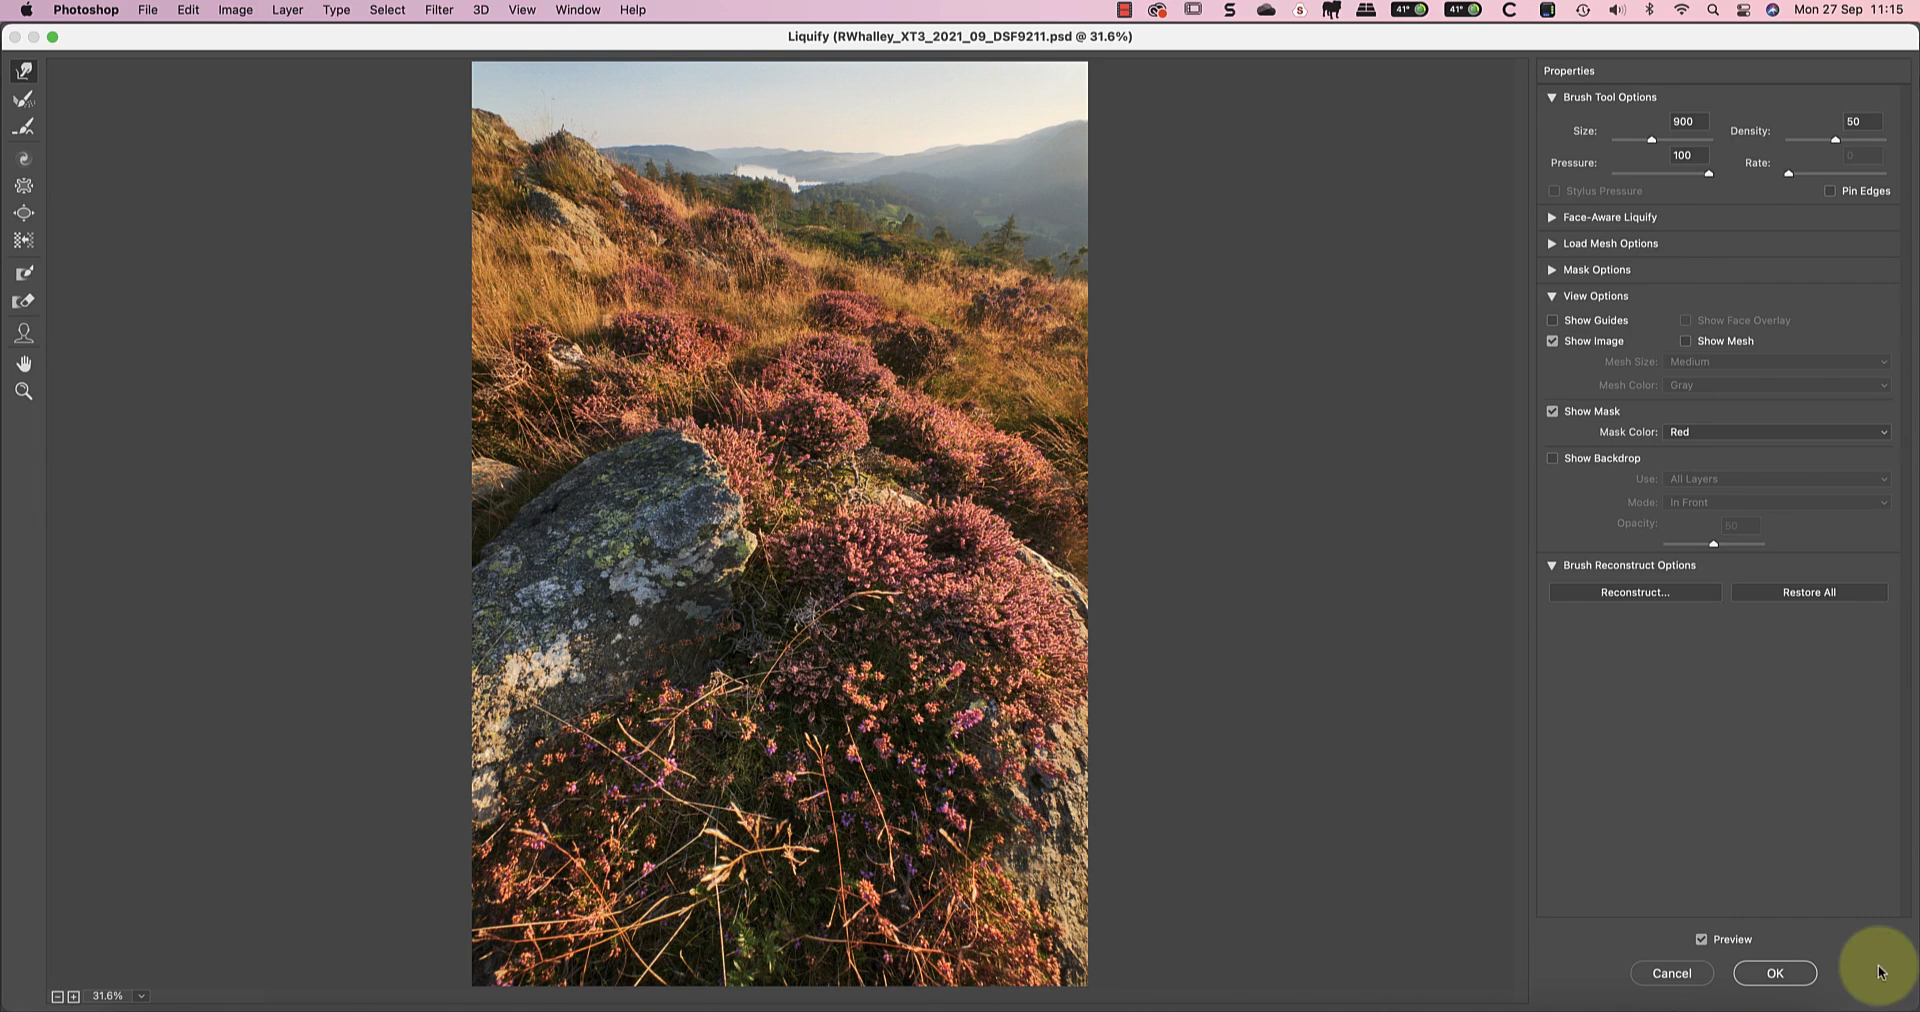 Photoshop File Edit Image Layer Type Select Filter 3D View Window Help 41° 41° Mon 27 Sep 11:15
Liquify (RWhalley_XT3_2021_09_DSF9211.psd @ 31.6%)
Properties
Brush Tool Options
Size: 900 Density: 50
Pressure: 100 Rate: 0
Stylus Pressure Pin Edges
Face-Aware Liquify
Load Mesh Options
Mask Options
View Options
Show Guides Show Face Overlay
Show Image Show Mesh
Mesh Size: Medium
Mesh Color: Gray
Show Mask
Mask Color: Red
Show Backdrop
Use: All Layers
Mode: In Front
Opacity: 50
Brush Reconstruct Options
Reconstruct... Restore All
Preview
Cancel OK
31.6%